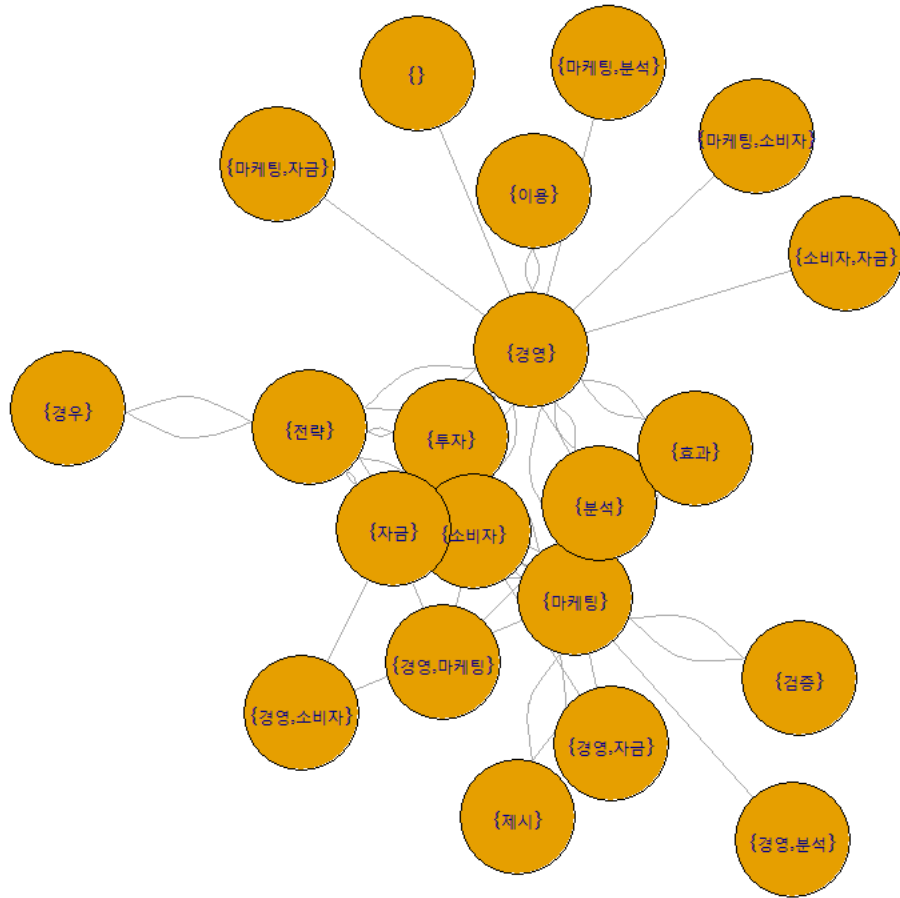 {마케팅,분석}
{}
{마케팅,소비자}
{마케팅,자금}
{이용}
{소비자,자금}
{경영}
{경우}
{전략}
{투자}
{효과}
{분석}
{자금}
{소비자}
{마케팅}
{경영,마케팅}
{검증}
{경영,소비자}
{경영,자금}
{제시}
{경영,분석}